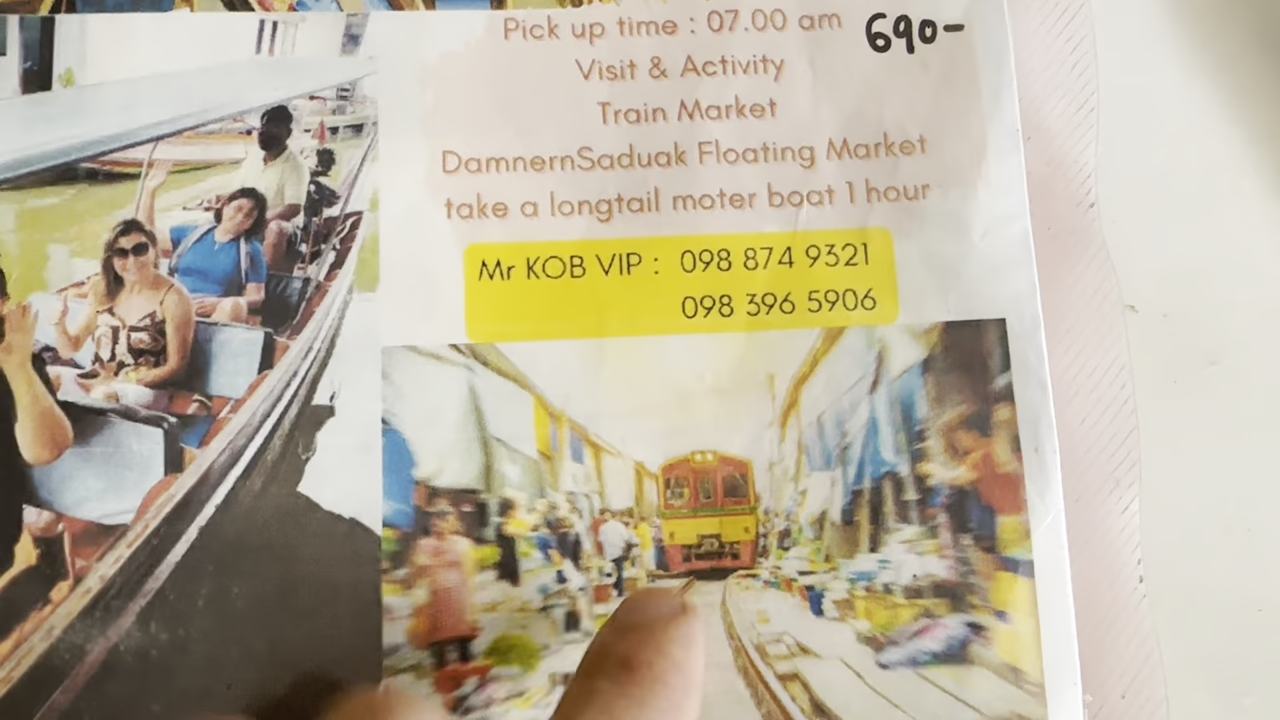 Pick up time : 07.00 am 690-
Visit & Activity
Train Market
DamnernSaduak Floating Market
take a longtail moter boat 1 hour
Mr KOB VIP : 098 874 9321
098 396 5906